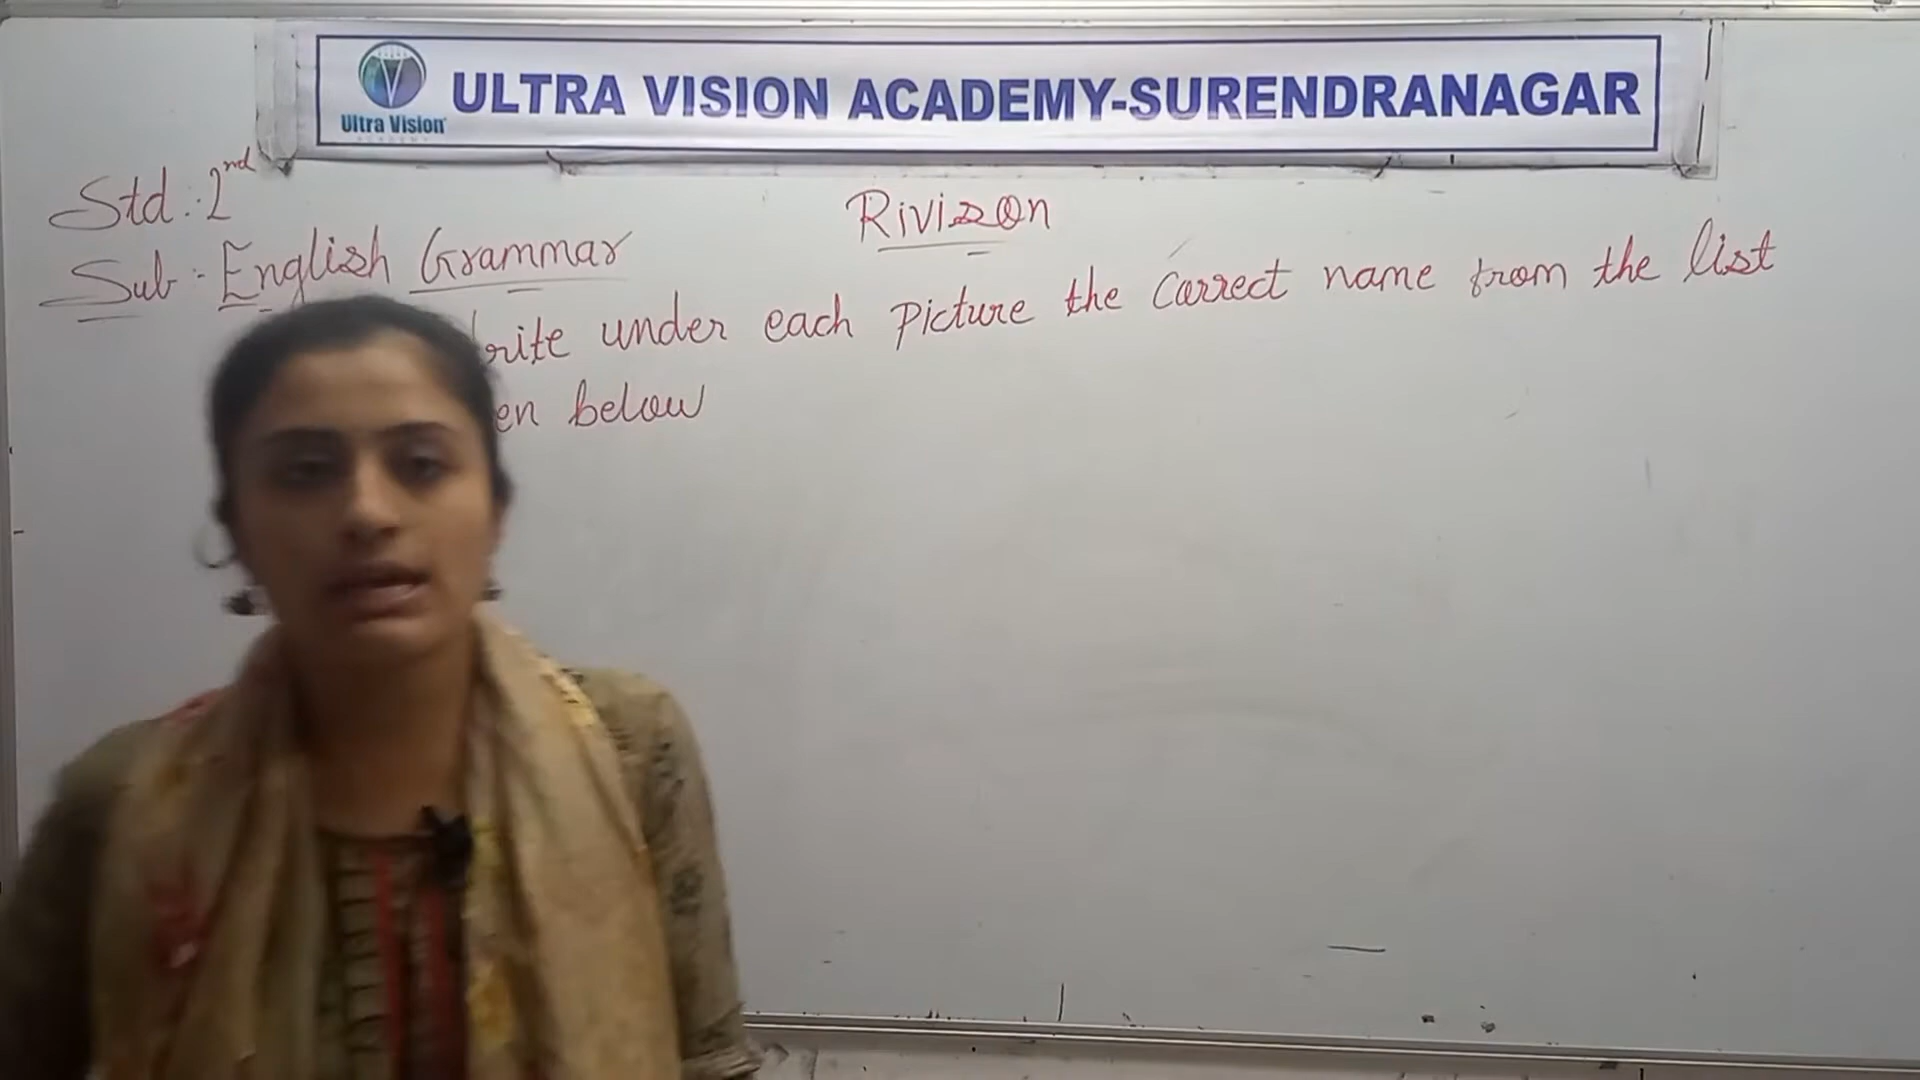 ULTRA VISION ACADEMY-SURENDRANAGAR
Ultra Vision
Std : 2nd
Rivizon
Sub :- English Grammar
rite under each picture the correct name from the list
en below